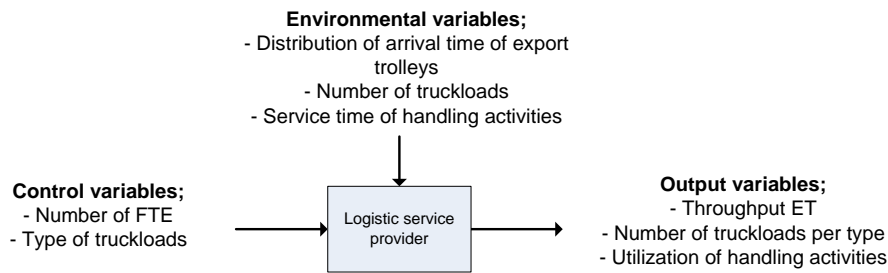 Environmental variables;
- Distribution of arrival time of export
trolleys
- Number of truckloads
- Service time of handling activities
Control variables;
- Number of FTE
- Type of truckloads
Logistic service
provider
Output variables;
- Throughput ET
- Number of truckloads per type
- Utilization of handling activities